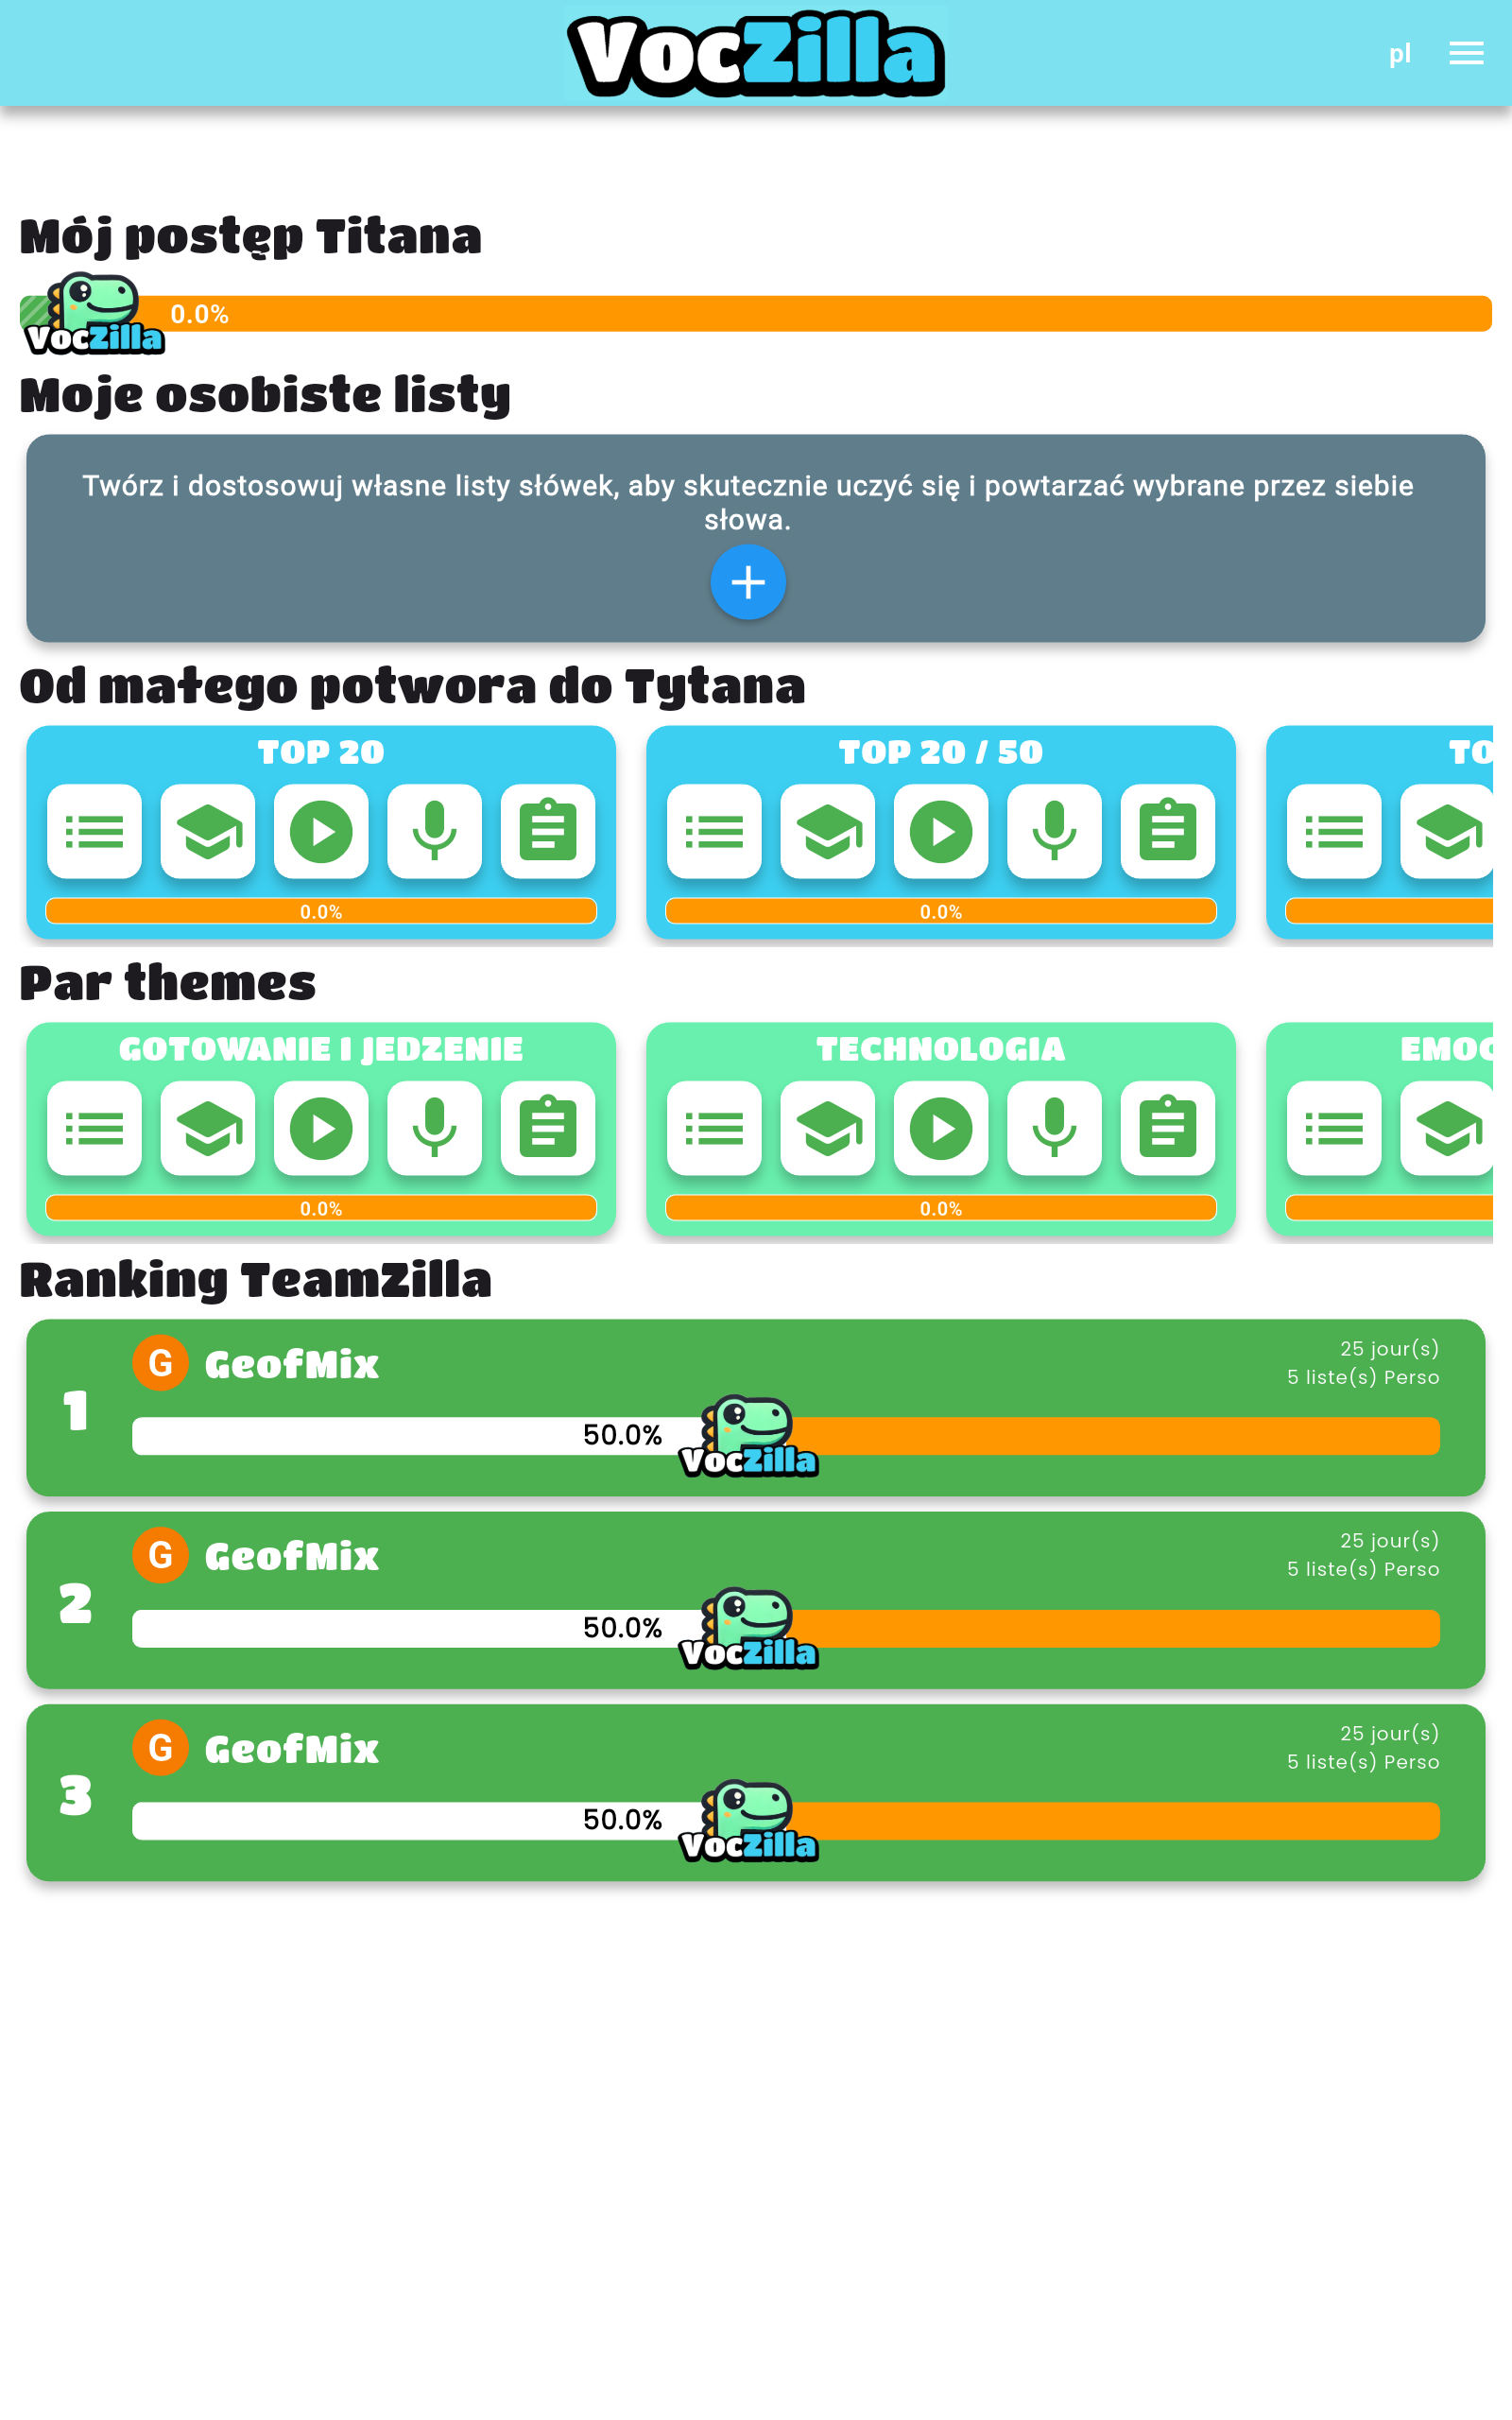 VocZilla
pl
Mój postęp Titana
0.0%
VocZilla
Moje osobiste listy
Twórz i dostosowuj własne listy słówek, aby skutecznie uczyć się i powtarzać wybrane przez siebie
słowa.
Od małego potwora do Tytana
TOP 20
TOP 20 / 50
TO
0.0%
0.0%
Par themes
GOTOWANIE I JEDZENIE
TECHNOLOGIA
EMOC
0.0%
0.0%
Ranking TeamZilla
1
G
GeofMix
25 jour(s)
5 liste(s) Perso
50.0%
VocZilla
2
G
GeofMix
25 jour(s)
5 liste(s) Perso
50.0%
VocZilla
3
G
GeofMix
25 jour(s)
5 liste(s) Perso
50.0%
VocZilla